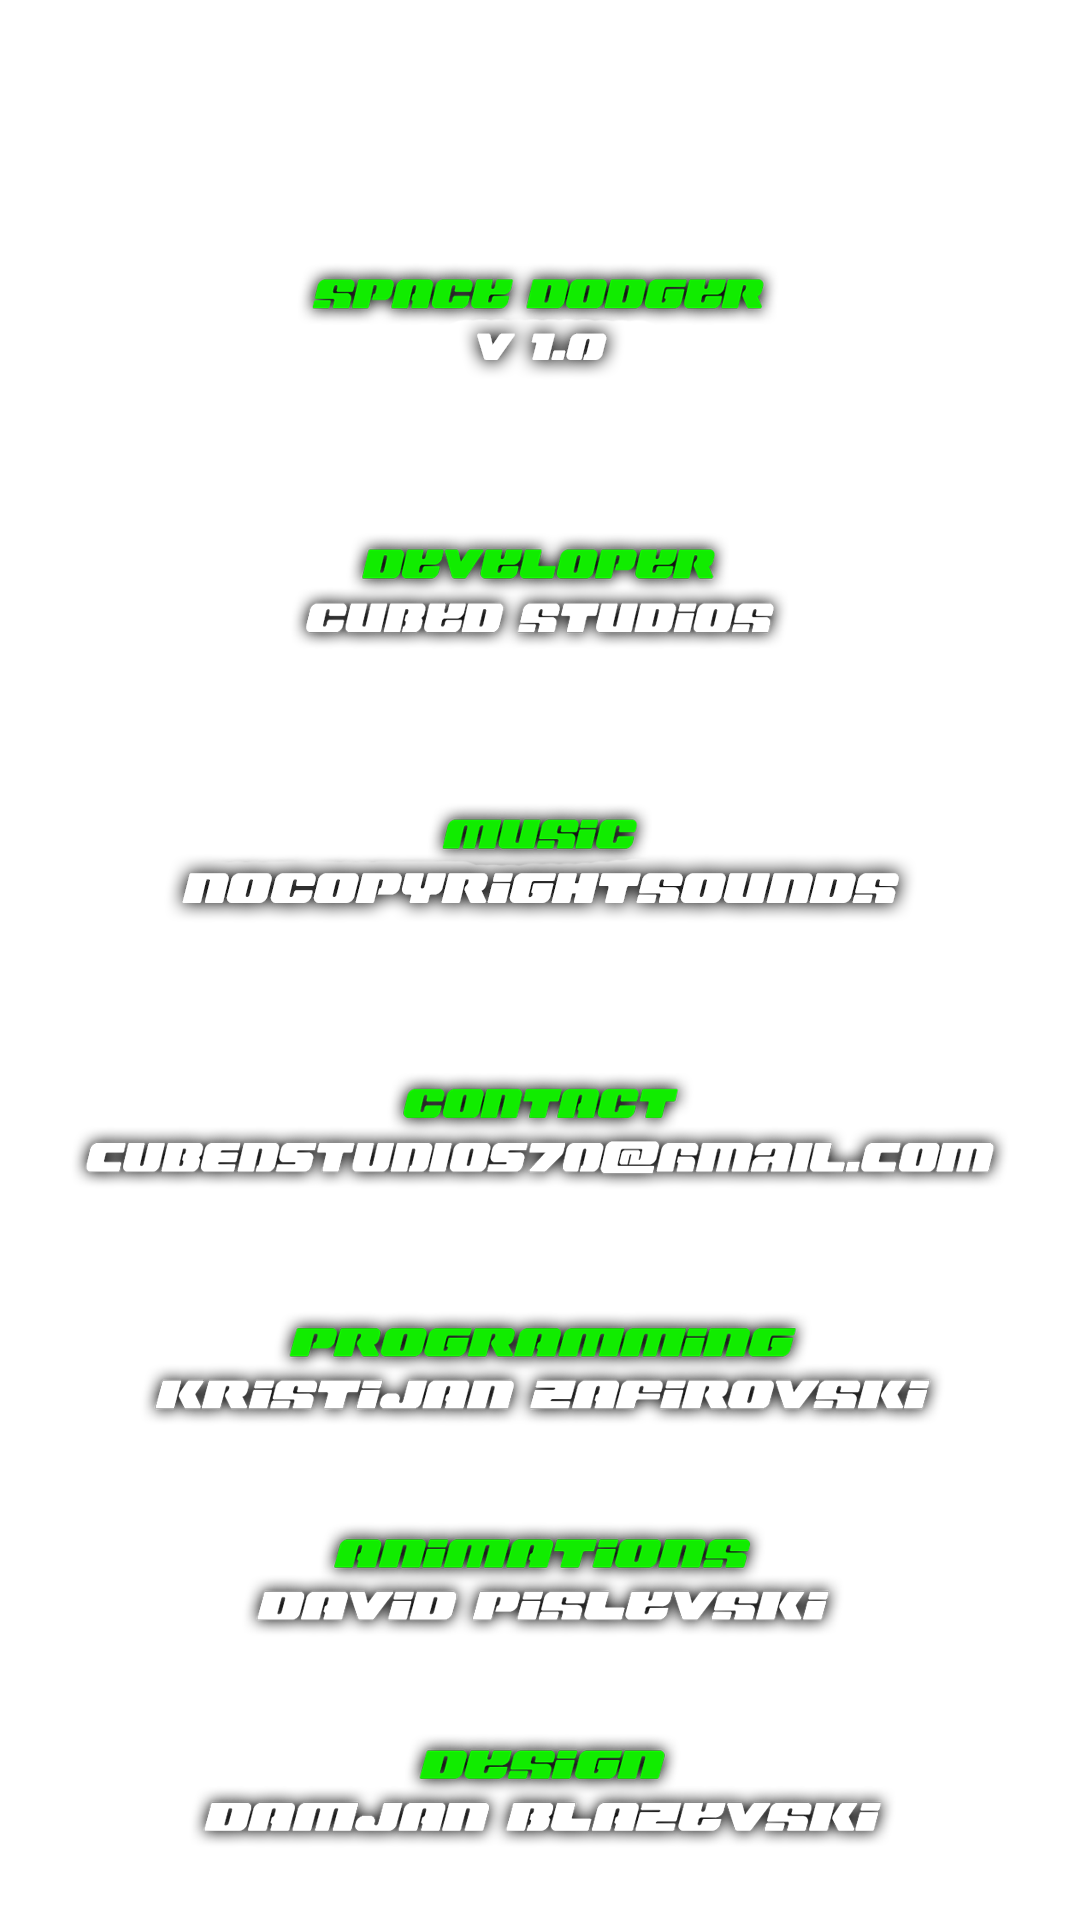 SPACE DODGER
V 1.0
DEVELOPER
CUBED STUDiOS
MUSiC
NOCOPYRiGHTSOUNDS
CONTACT
CUBEDSTUDIOS70@GMAIL.COM
PROGRAMMiNG
KRiSTiJAN ZAFiROVSKi
ANiMATiONS
DAViD PiSLEVSKi
DESiGN
DAMJAN BLAZEVSKi